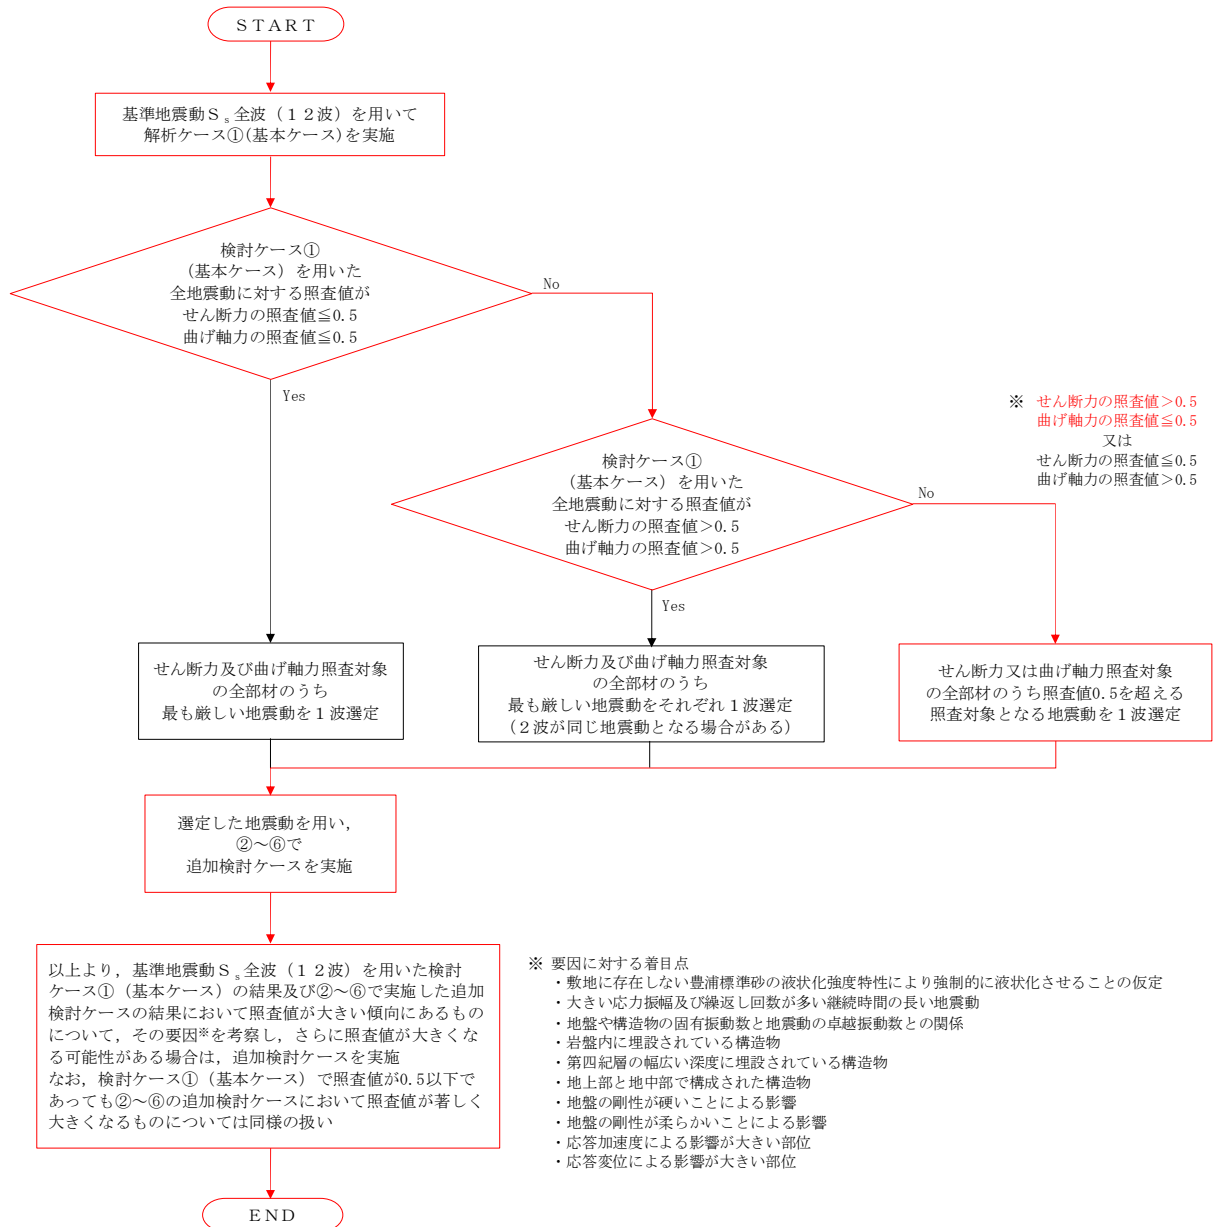 START
基準地震動Ｓｓ全波（１２波）を用いて
解析ケース①(基本ケース)を実施
検討ケース①
（基本ケース）を用いた
全地震動に対する照査値が
せん断力の照査値≦0.5
曲げ軸力の照査値≦0.5
No
Yes
※ せん断力の照査値＞0.5
曲げ軸力の照査値≦0.5
又は
せん断力の照査値≦0.5
曲げ軸力の照査値＞0.5
検討ケース①
（基本ケース）を用いた
全地震動に対する照査値が
せん断力の照査値＞0.5
曲げ軸力の照査値＞0.5
No
Yes
せん断力及び曲げ軸力照査対象
の全部材のうち
最も厳しい地震動を１波選定
せん断力及び曲げ軸力照査対象
の全部材のうち
最も厳しい地震動をそれぞれ１波選定
（２波が同じ地震動となる場合がある）
せん断力又は曲げ軸力照査対象
の全部材のうち照査値0.5を超える
照査対象となる地震動を１波選定
選定した地震動を用い，
②～⑥で
追加検討ケースを実施
以上より，基準地震動Ｓｓ全波（１２波）を用いた検討
ケース①（基本ケース）の結果及び②～⑥で実施した追加
検討ケースの結果において照査値が大きい傾向にあるもの
について，その要因※を考察し，さらに照査値が大きくな
る可能性がある場合は，追加検討ケースを実施
なお，検討ケース①（基本ケース）で照査値が0.5以下で
あっても②～⑥の追加検討ケースにおいて照査値が著しく
大きくなるものについては同様の扱い
※ 要因に対する着目点
・敷地に存在しない豊浦標準砂の液状化強度特性により強制的に液状化させることの仮定
・大きい応力振幅及び繰返し回数が多い継続時間の長い地震動
・地盤や構造物の固有振動数と地震動の卓越振動数との関係
・岩盤内に埋設されている構造物
・第四紀層の幅広い深度に埋設されている構造物
・地上部と地中部で構成された構造物
・地盤の剛性が硬いことによる影響
・地盤の剛性が柔らかいことによる影響
・応答加速度による影響が大きい部位
・応答変位による影響が大きい部位
END